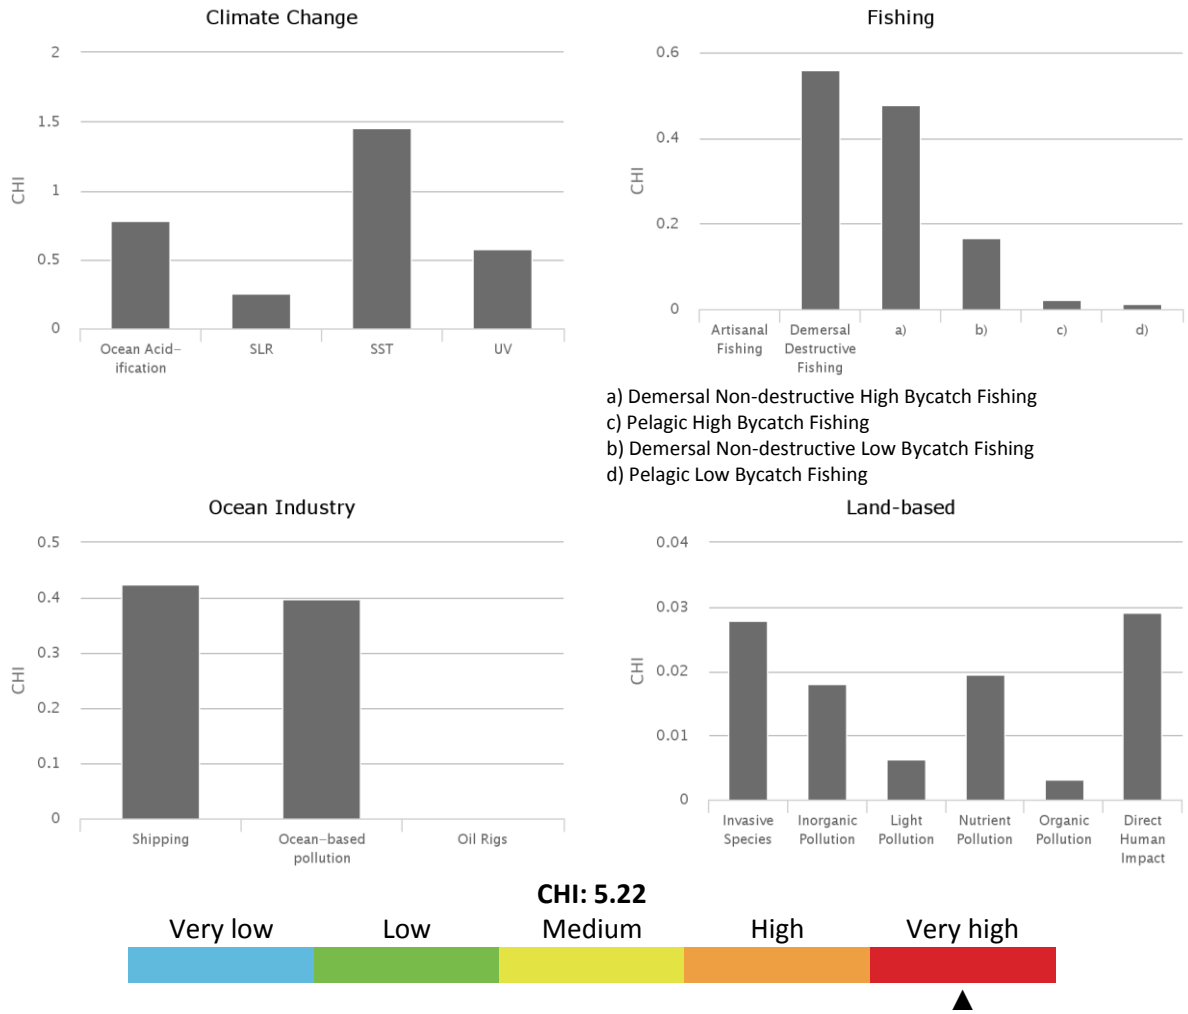 Climate Change
2
1.5
1
0.5
0
CHI
Ocean Acid-
ification
SLR
SST
UV
Fishing
0.6
0.4
0.2
0
CHI
Artisanal
Fishing
Demersal
Destructive
Fishing
a)
b)
c)
d)
a) Demersal Non-destructive High Bycatch Fishing
c) Pelagic High Bycatch Fishing
b) Demersal Non-destructive Low Bycatch Fishing
d) Pelagic Low Bycatch Fishing
Ocean Industry
0.5
0.4
0.3
0.2
0.1
0
CHI
Shipping
Ocean-based
pollution
Oil Rigs
Land-based
0.04
0.03
0.02
0.01
0
CHI
Invasive
Species
Inorganic
Pollution
Light
Pollution
Nutrient
Pollution
Organic
Pollution
Direct
Human
Impact
CHI: 5.22
Very low
Low
Medium
High
Very high